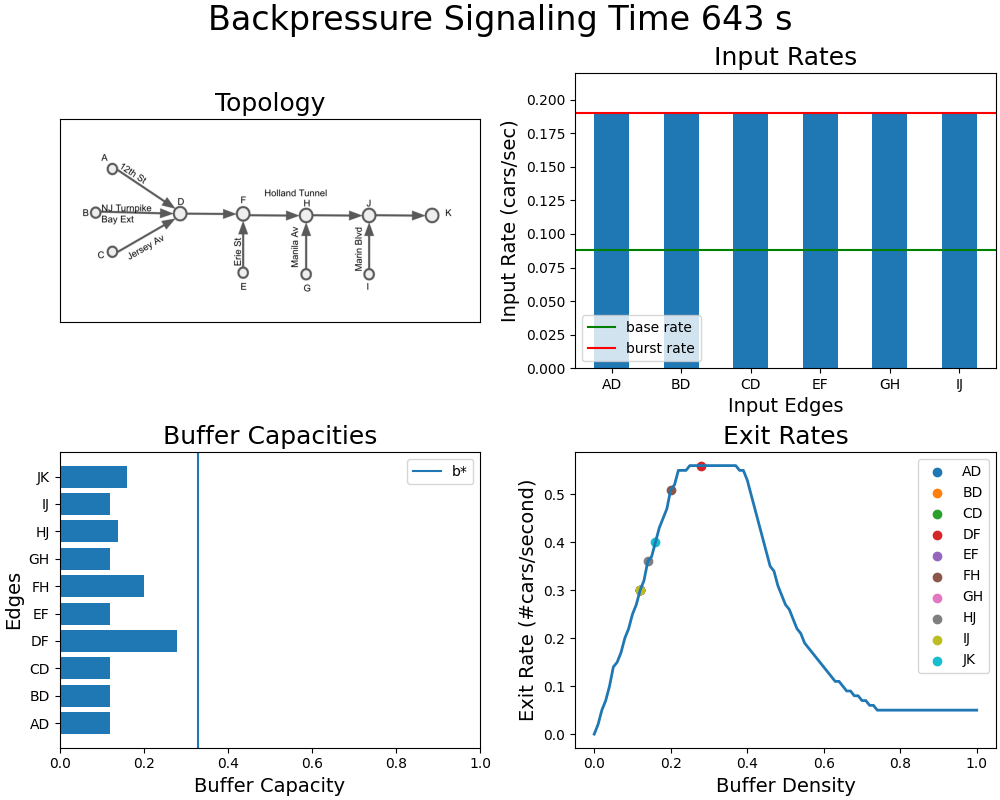 Backpressure Signaling Time 643 s
Topology
A
12th St
B
NJ Turnpike
Bay Ext
C
Jersey Av
D
F
Holland Tunnel
H
J
K
Erie St
Manila Av
Marin Blvd
E
G
I
Input Rates
Input Rate (cars/sec)
0.200
0.175
0.150
0.125
0.100
0.075
0.050
0.025
0.000
base rate
burst rate
AD BD CD EF GH IJ
Input Edges
Buffer Capacities
Edges
JK
IJ
HJ
GH
FH
EF
DF
CD
BD
AD
b*
0.0 0.2 0.4 0.6 0.8 1.0
Buffer Capacity
Exit Rates
Exit Rate (#cars/second)
0.5
0.4
0.3
0.2
0.1
0.0
AD
BD
CD
DF
EF
FH
GH
HJ
IJ
JK
0.0 0.2 0.4 0.6 0.8 1.0
Buffer Density